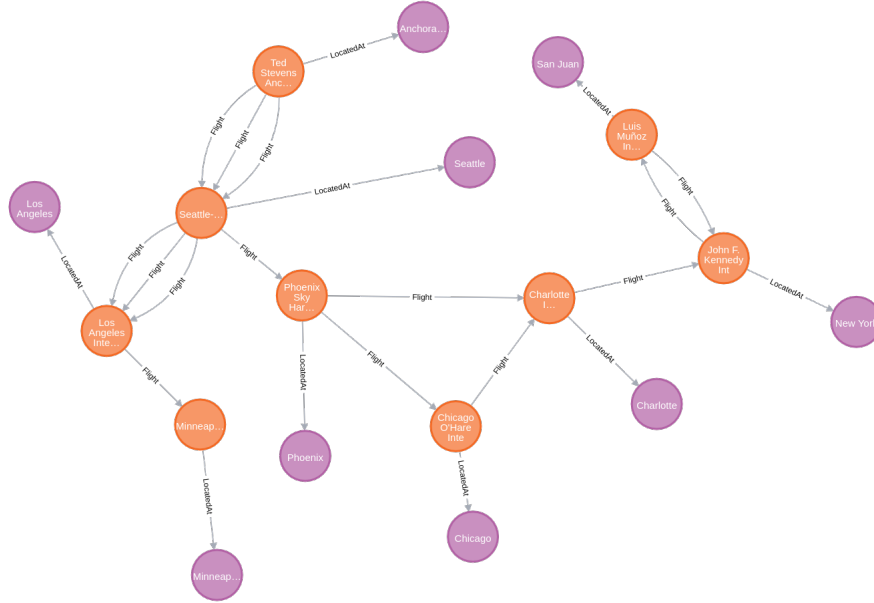 Anchora…
LocatedAt
Ted
Stevens
Anc…
San Juan
LocatedAt
Luis
Muñoz
In…
Flight
Flight
Flight
Seattle
LocatedAt
Flight
Flight
Los
Angeles
Seattle-…
LocatedAt
Flight
Flight
Flight
Flight
John F.
Kennedy
Int
LocatedAt
New York
Phoenix
Sky
Har…
Flight
Charlotte
I…
Flight
Los
Angeles
Inte…
Flight
LocatedAt
Flight
Flight
LocatedAt
Charlotte
Minneap…
Chicago
O'Hare
Inte
Phoenix
LocatedAt
LocatedAt
Chicago
Minneap…